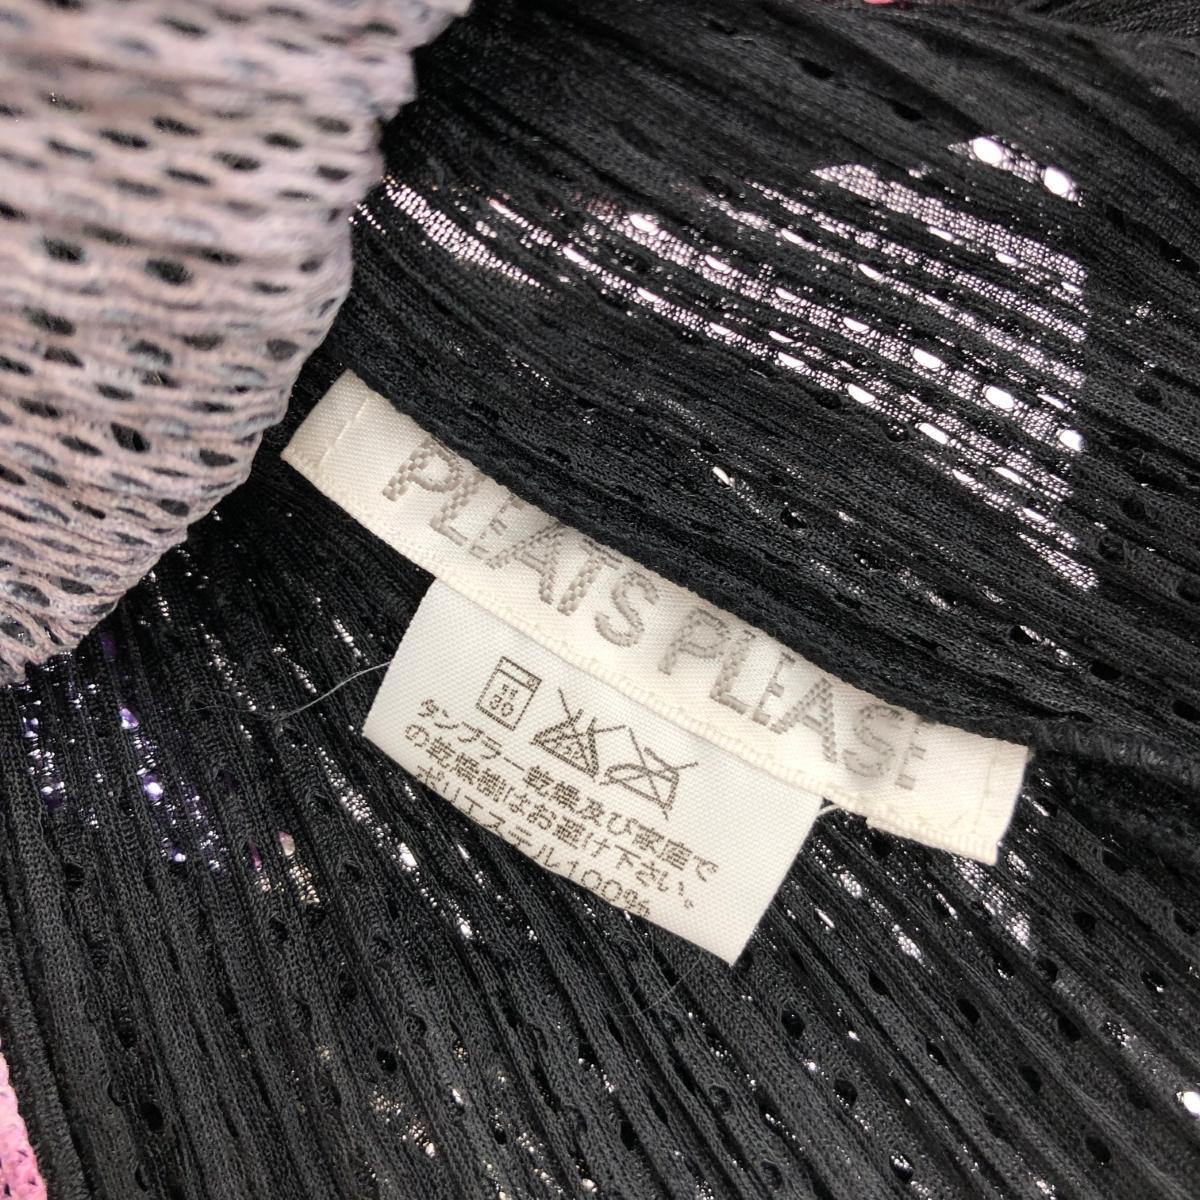 PLEATS PLEASE
30
タンブラー乾燥及び家庭で
の乾燥機はお避け下さい。
ポリエステル100%